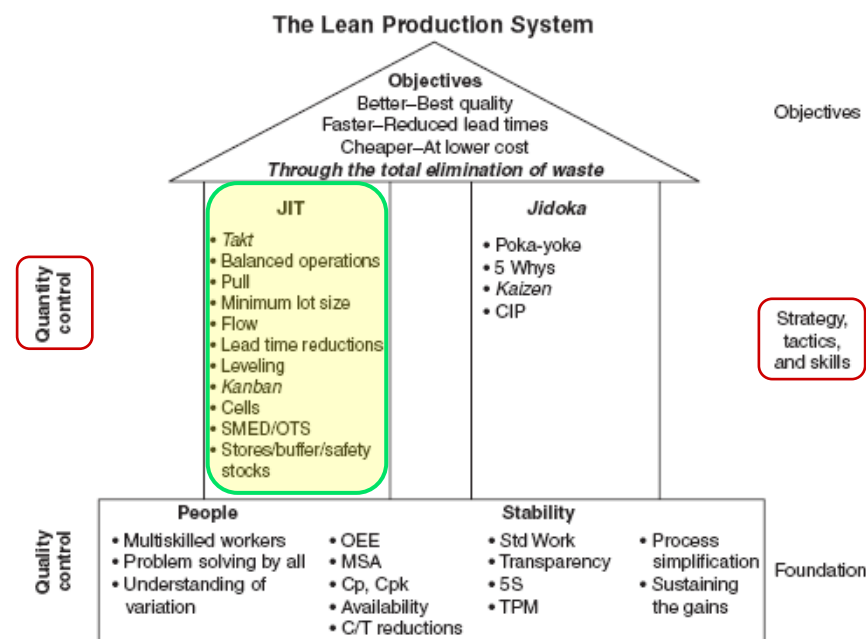 The Lean Production System
Objectives
Better–Best quality
Faster–Reduced lead times
Cheaper–At lower cost
Through the total elimination of waste
Objectives
Quantity
control
JIT
• Takt
• Balanced operations
• Pull
• Minimum lot size
• Flow
• Lead time reductions
• Leveling
• Kanban
• Cells
• SMED/OTS
• Stores/buffer/safety
stocks
Jidoka
• Poka-yoke
• 5 Whys
• Kaizen
• CIP
Strategy,
tactics,
and skills
Quality
control
People
• Multiskilled workers
• Problem solving by all
• Understanding of
variation
• OEE
• MSA
• Cp, Cpk
• Availability
• C/T reductions
Stability
• Std Work
• Transparency
• 5S
• TPM
• Process
simplification
• Sustaining
the gains
Foundation